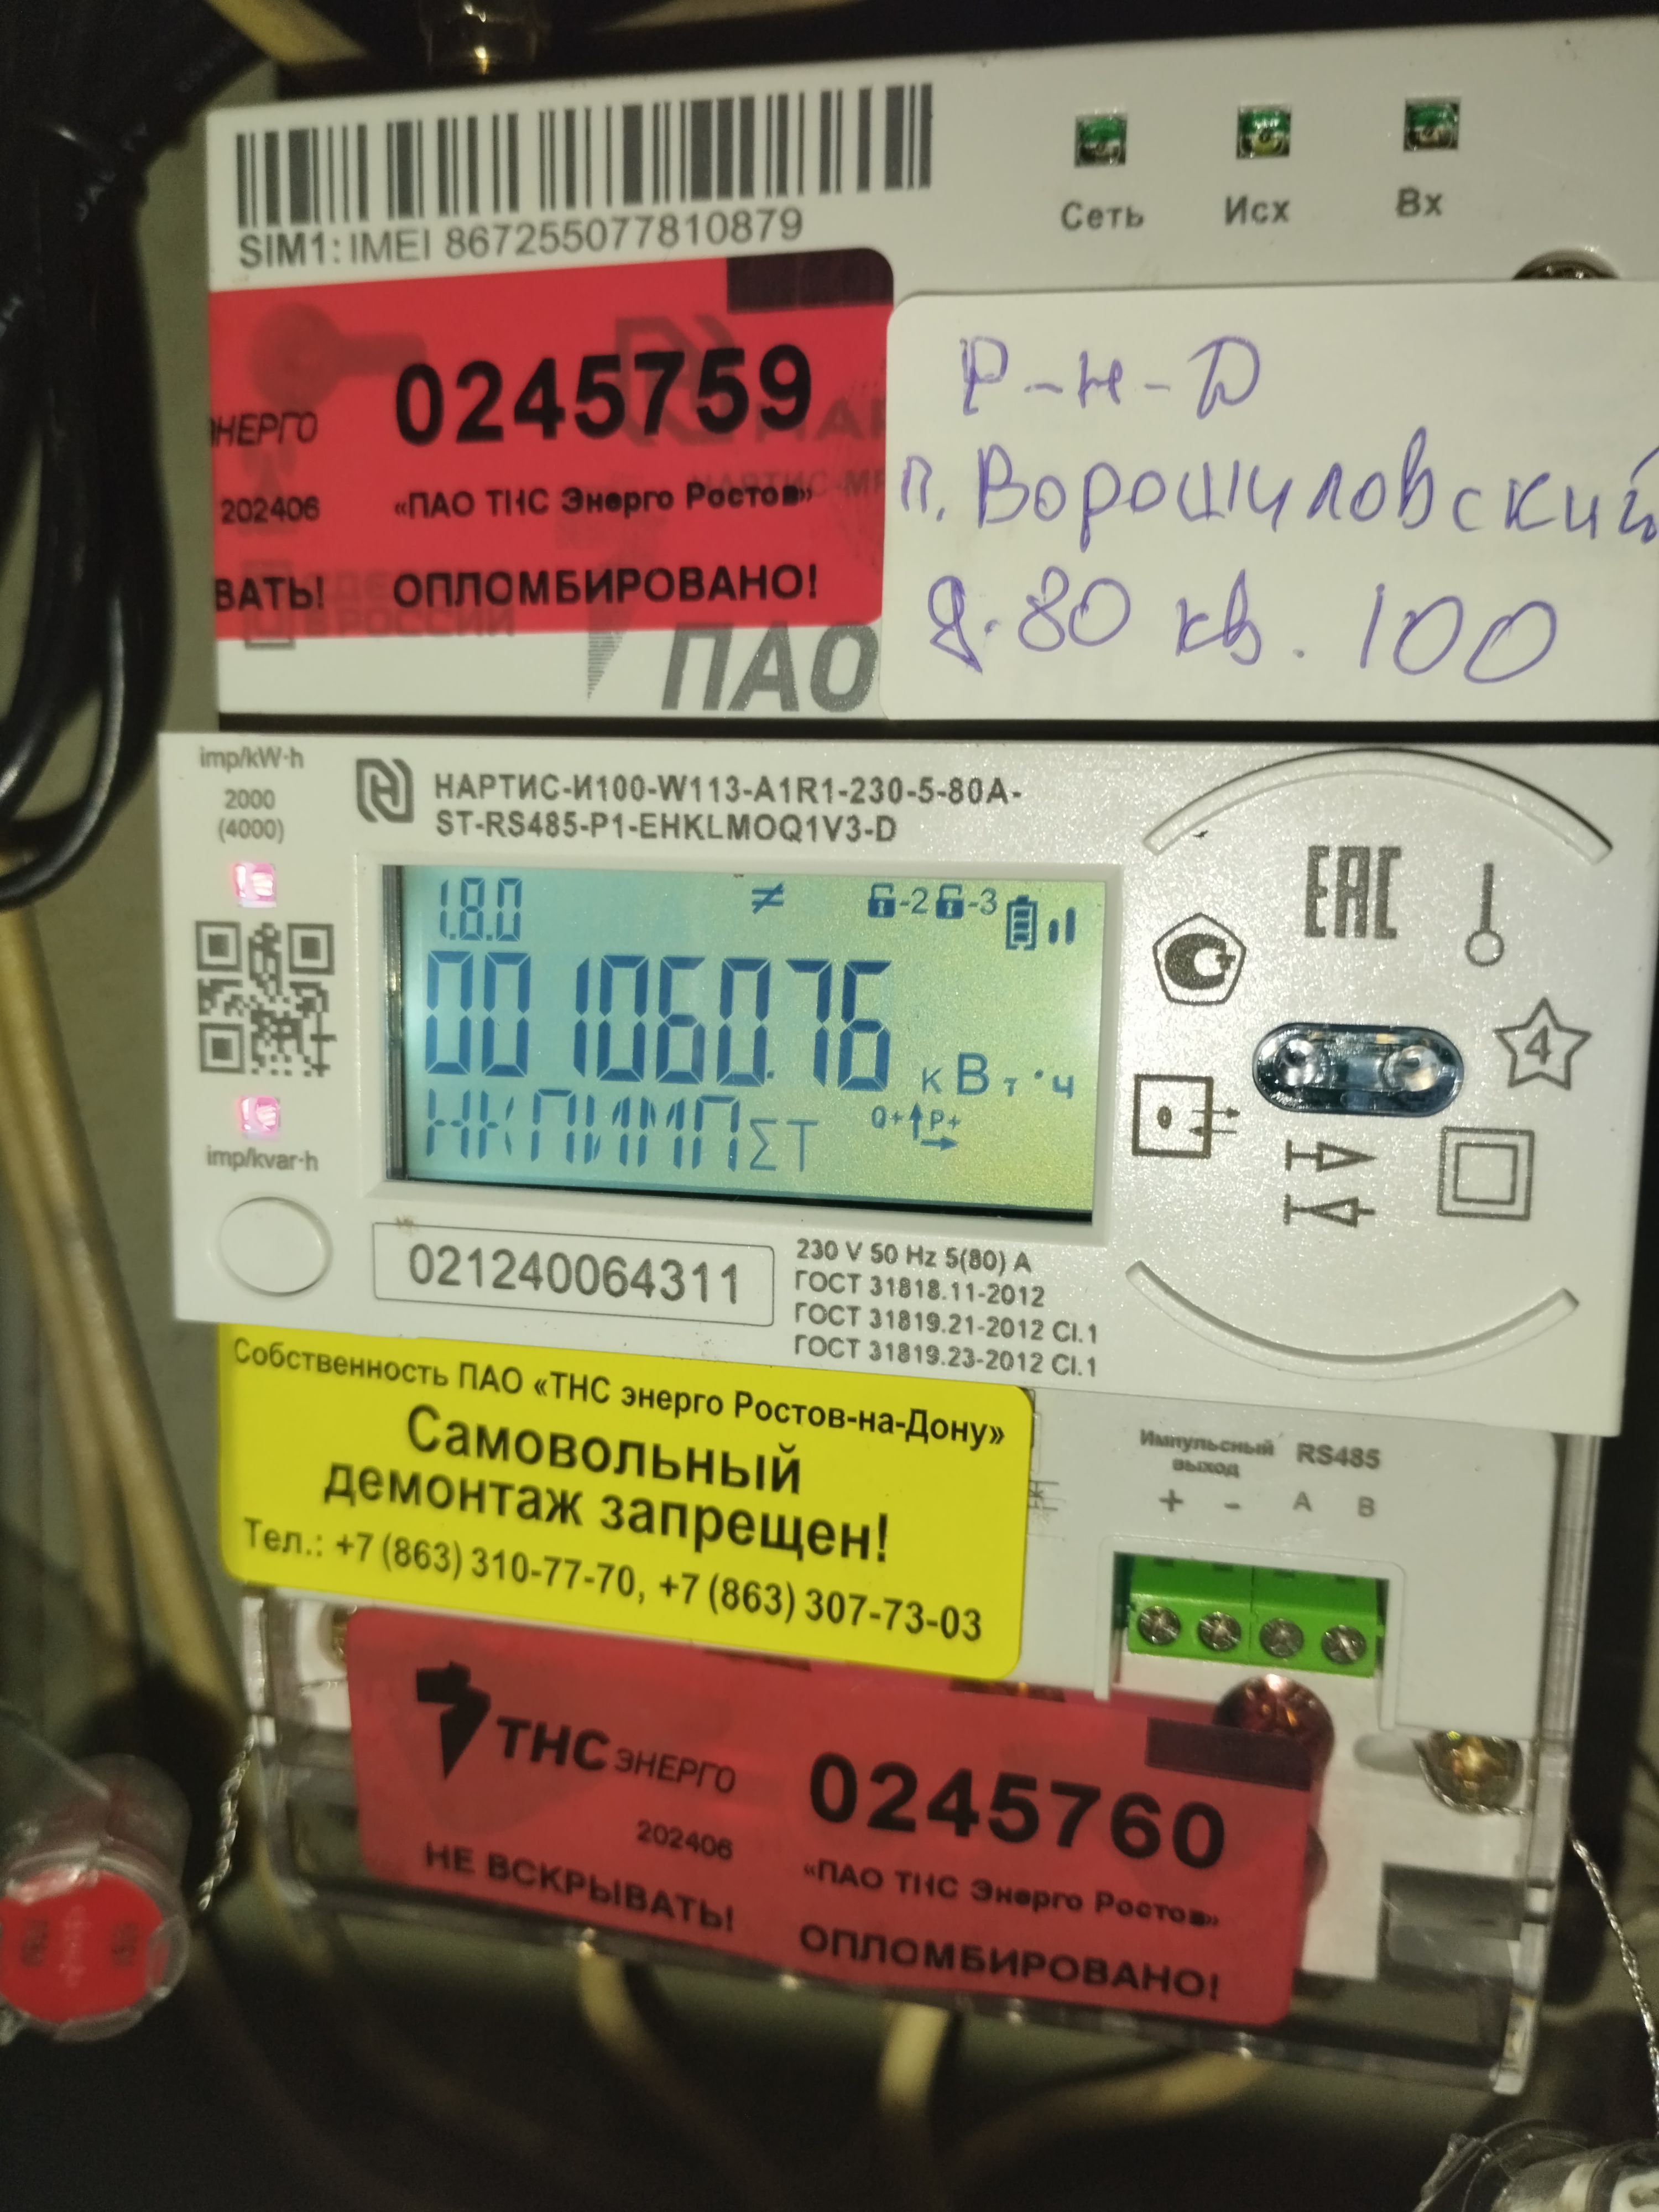 SIM1: IMEI 867255077810879
Сеть Исх Вх
0245759
НЕРГО
202406 «ПАО ТНС Энерго Ростов»
ВАТЬ! ОПЛОМБИРОВАНО!
ПАО
Р-н-Д
п. Ворошиловский
д. 80 кв. 100
imp/kW·h
2000
(4000)
НАРТИС-И100-W113-A1R1-230-5-80A-
ST-RS485-P1-EHKLMOQ1V3-D
EAC
1.8.0 ≠ -2 -3
001060.76 кВт·ч
НКПИМП ΣТ Q+ P+
4
imp/kvar·h
021240064311
230 V 50 Hz 5(80) A
ГОСТ 31818.11-2012
ГОСТ 31819.21-2012 Cl.1
ГОСТ 31819.23-2012 Cl.1
Собственность ПАО «ТНС энерго Ростов-на-Дону»
Самовольный
демонтаж запрещен!
Тел.: +7 (863) 310-77-70, +7 (863) 307-73-03
Импульсный
выход
RS485
+ - A B
ТНС ЭНЕРГО 0245760
202406 «ПАО ТНС Энерго Ростов»
НЕ ВСКРЫВАТЬ! ОПЛОМБИРОВАНО!